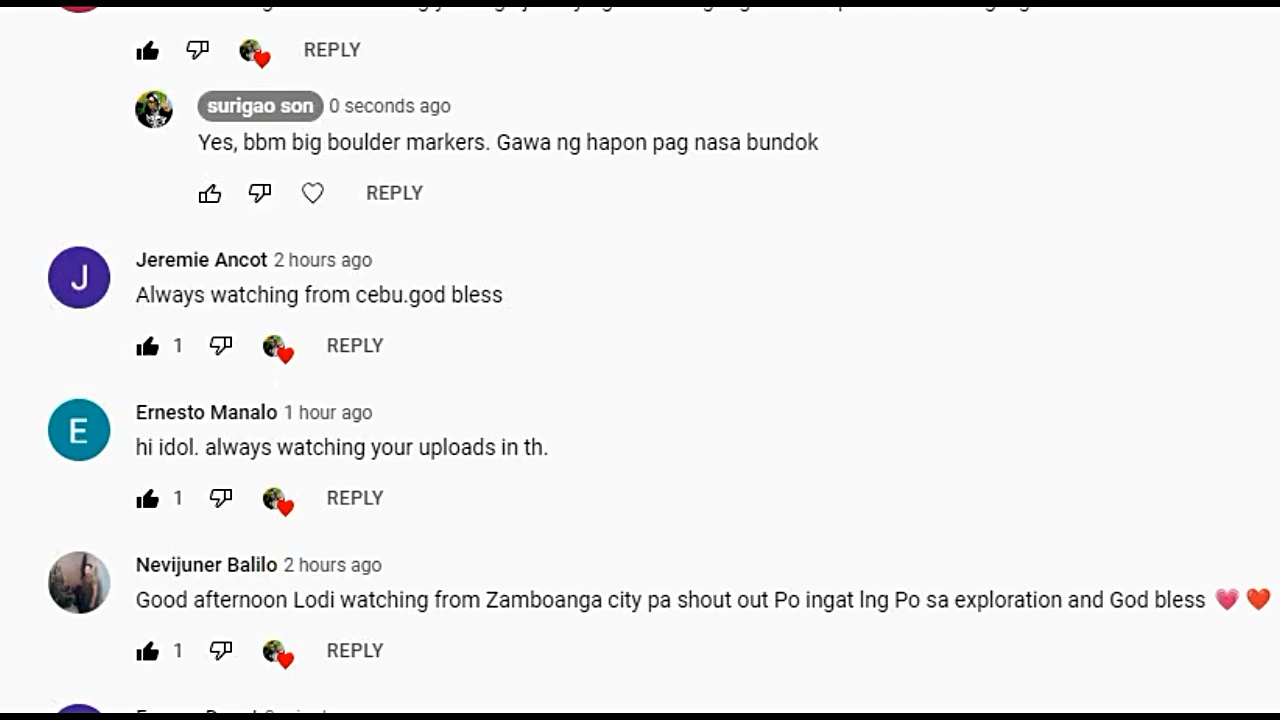 REPLY
surigao son 0 seconds ago
Yes, bbm big boulder markers. Gawa ng hapon pag nasa bundok
REPLY
J
Jeremie Ancot 2 hours ago
Always watching from cebu.god bless
1 REPLY
E
Ernesto Manalo 1 hour ago
hi idol. always watching your uploads in th.
1 REPLY
Nevijuner Balilo 2 hours ago
Good afternoon Lodi watching from Zamboanga city pa shout out Po ingat lng Po sa exploration and God bless 💗 ❤️
1 REPLY